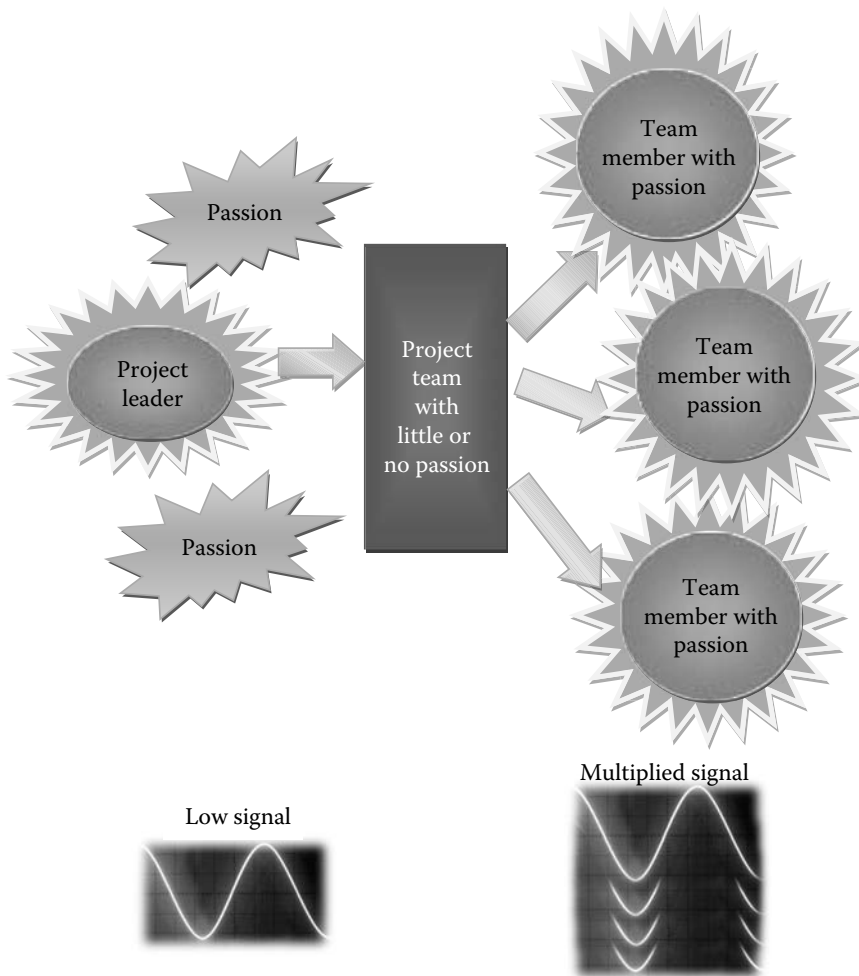 Team
member with
passion
Passion
Project
leader
Project
team
with
little or
no passion
Team
member with
passion
Passion
Team
member with
passion
Multiplied signal
Low signal